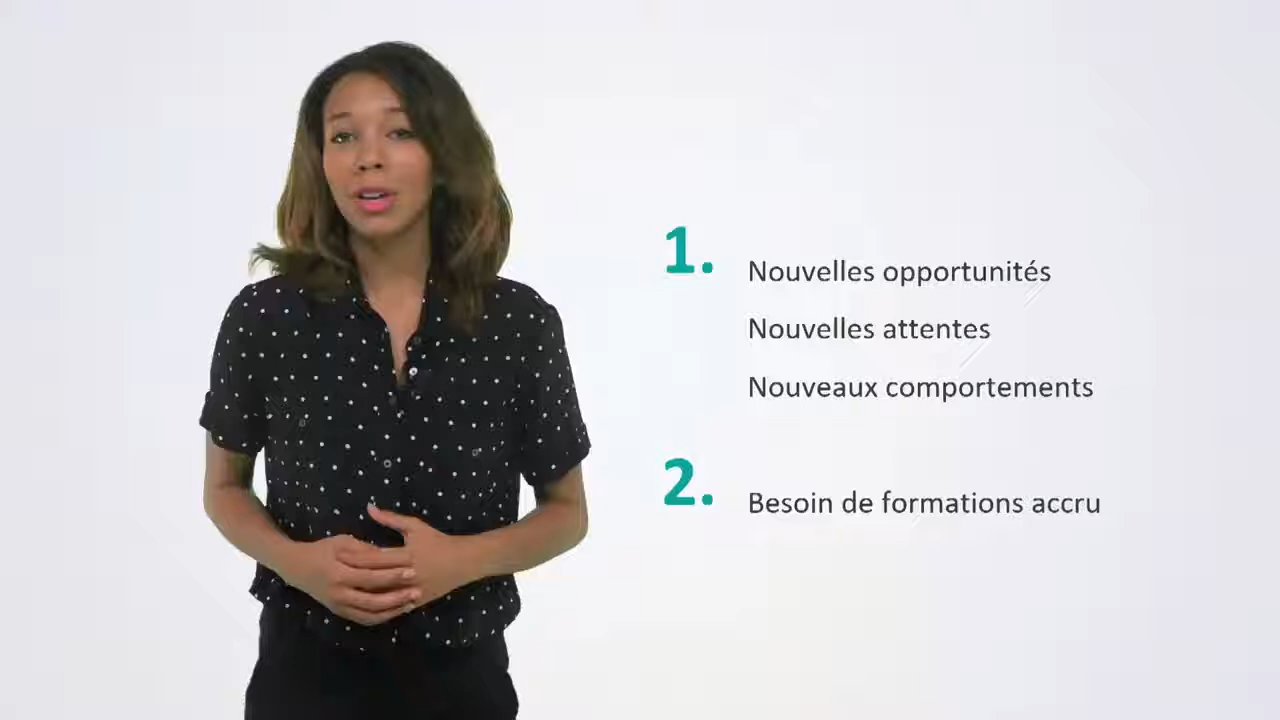 1. Nouvelles opportunités
Nouvelles attentes
Nouveaux comportements
2. Besoin de formations accru